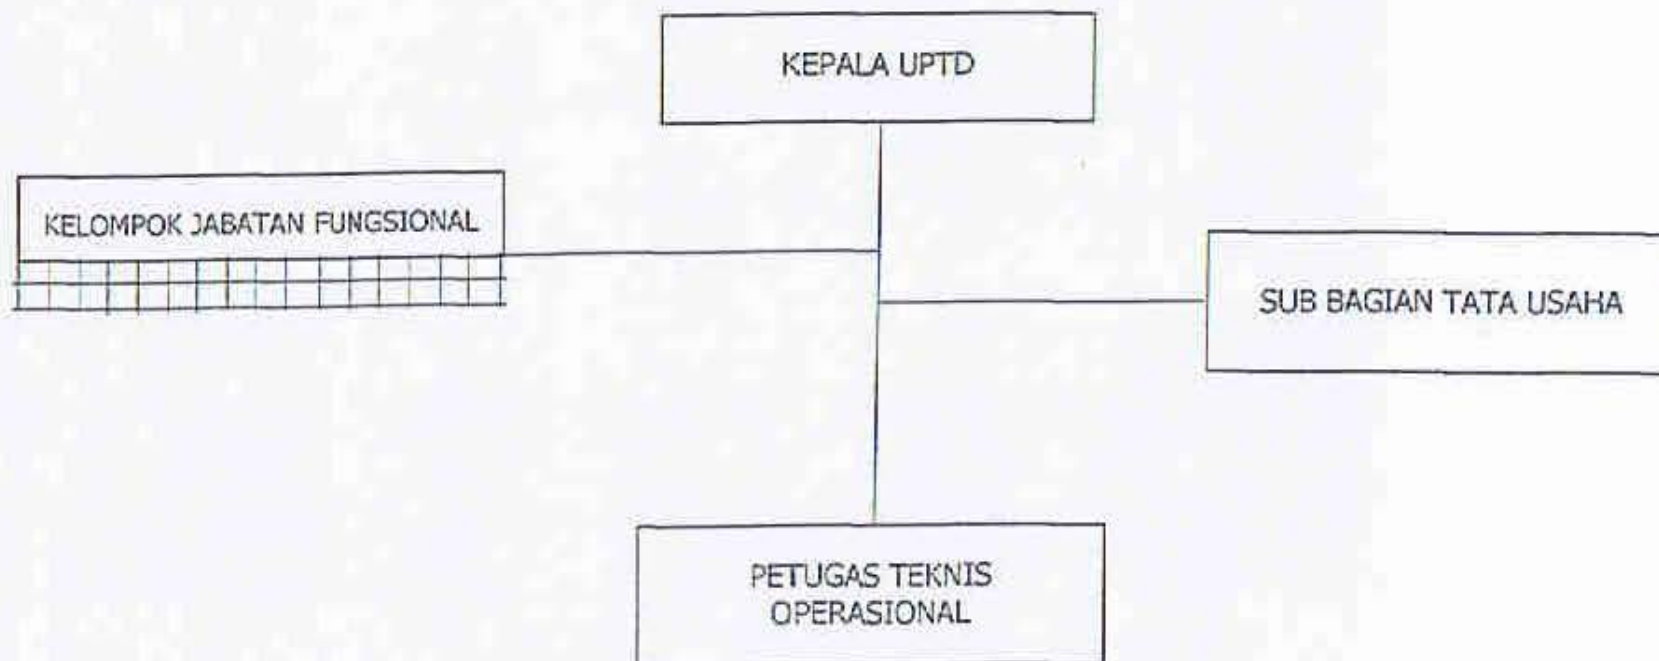 KEPALA UPTD
KELOMPOK JABATAN FUNGSIONAL
SUB BAGIAN TATA USAHA
PETUGAS TEKNIS
OPERASIONAL